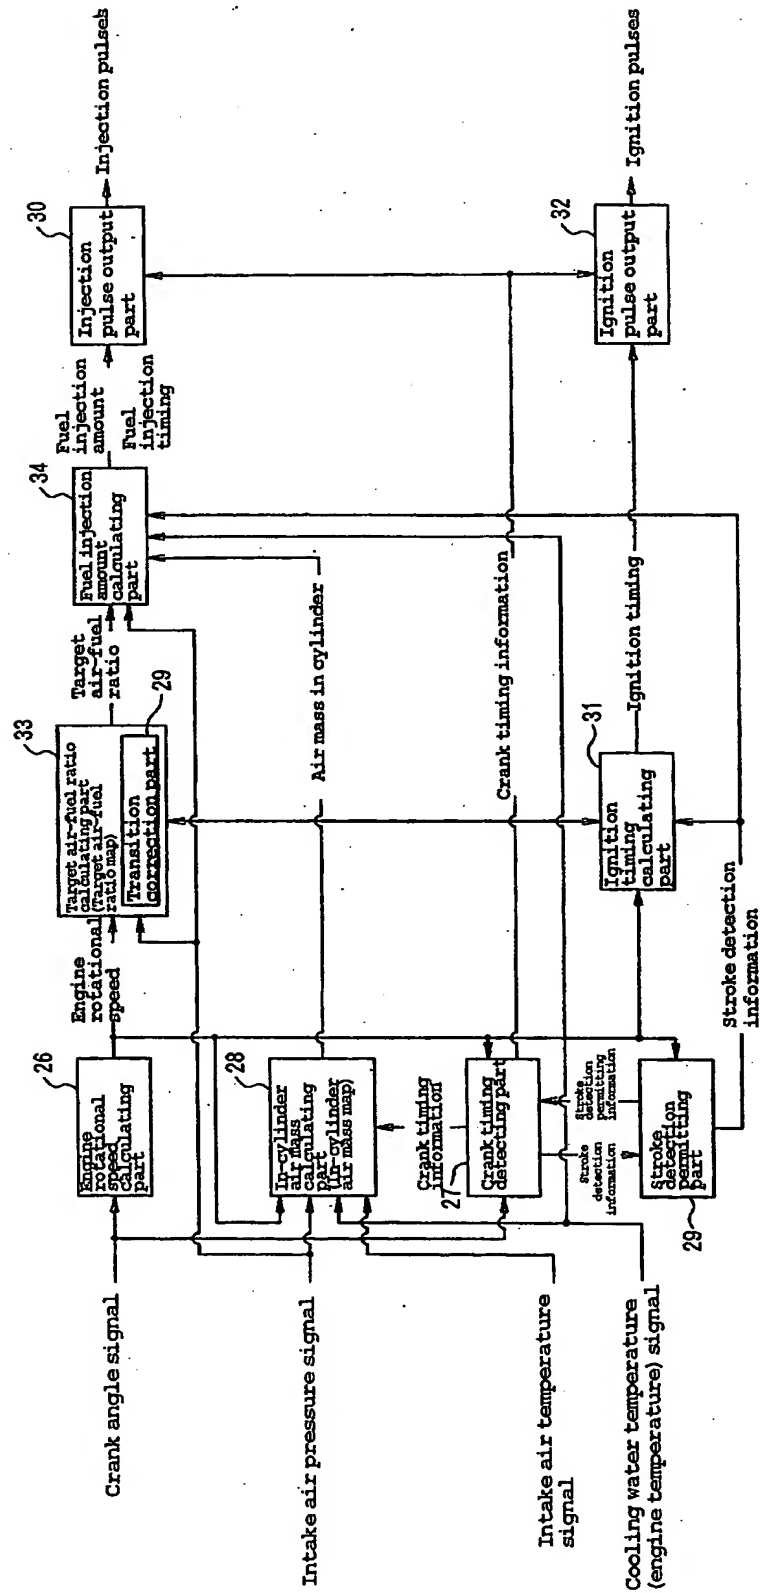 Crank angle signal
Intake air pressure signal
Intake air temperature
signal
Cooling water temperature
(engine temperature) signal
26
Engine
rotational
speed
calculating
part
Engine
rotational
speed
28
In-cylinder
air mass
calculating
part
(In-cylinder
air mass map)
Crank timing
information
27
Crank timing
detecting part
Stroke
detection
permitting
information
Stroke
detection
information
Stroke
detection
permitting
part
29
Stroke detection
information
33
Target air-fuel ratio
calculating part
(Target air-fuel
ratio map)
Transition
correction part
29
Target
air-fuel
ratio
Air mass in cylinder
Crank timing information
31
Ignition
timing
calculating
part
Ignition timing
34
Fuel injection
amount
calculating
part
Fuel
injection
amount
Fuel
injection
timing
30
Injection
pulse output
part
Injection pulses
32
Ignition
pulse output
part
Ignition pulses